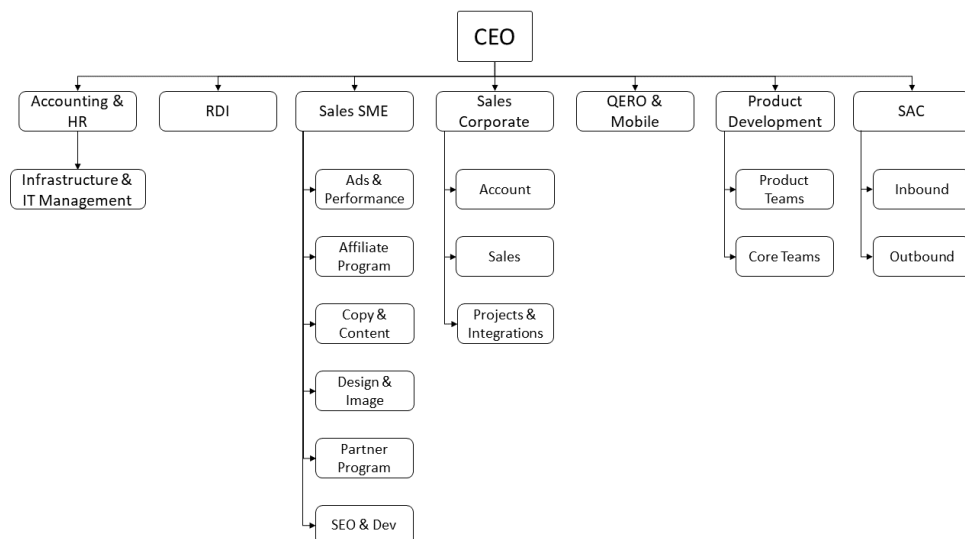 CEO
Accounting &
HR
RDI
Sales SME
Sales
Corporate
QERO &
Mobile
Product
Development
SAC
Infrastructure &
IT Management
Ads &
Performance
Affiliate
Program
Copy &
Content
Design &
Image
Partner
Program
SEO & Dev
Account
Sales
Projects &
Integrations
Product
Teams
Core Teams
Inbound
Outbound